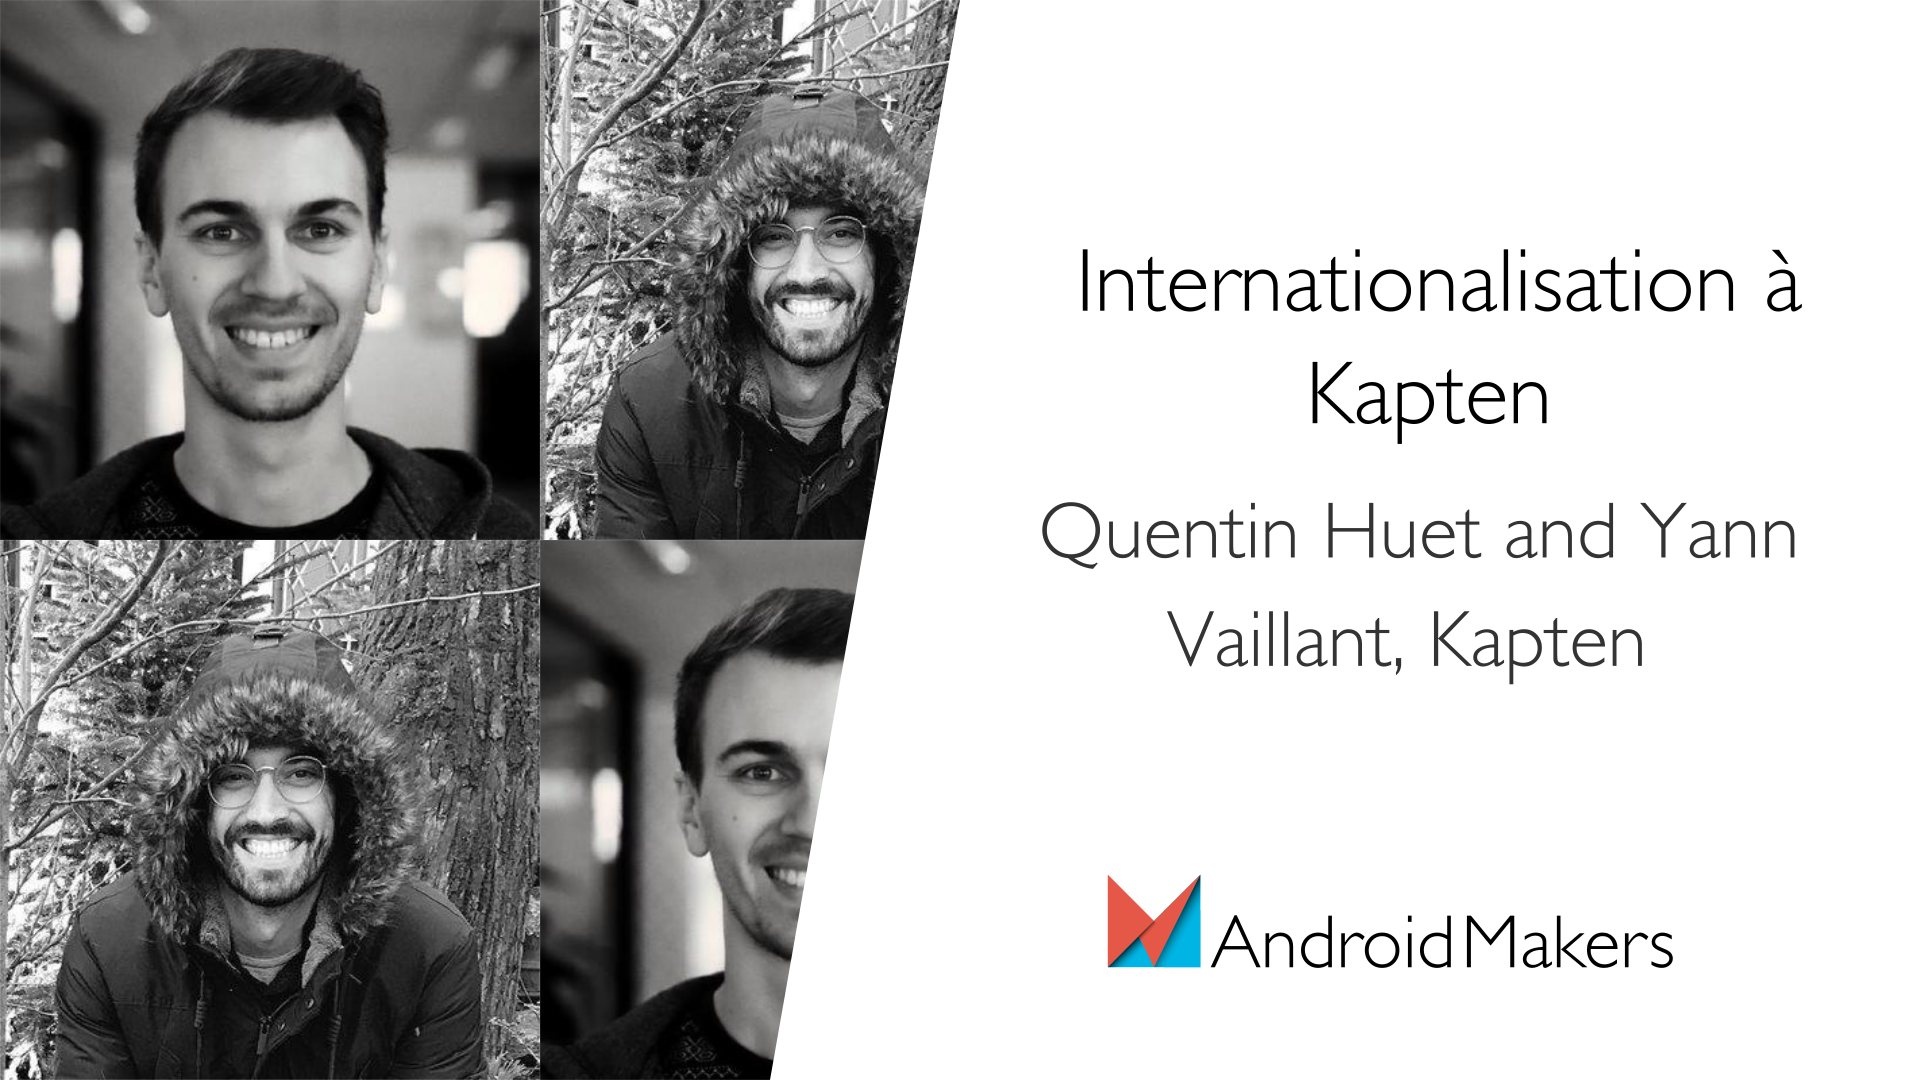 Internationalisation à
Kapten
Quentin Huet and Yann
Vaillant, Kapten
AndroidMakers